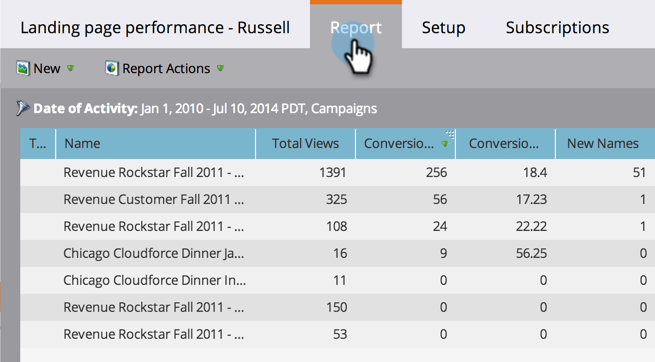 Landing page performance - Russell Report Setup Subscriptions
New Report Actions
Date of Activity: Jan 1, 2010 - Jul 10, 2014 PDT, Campaigns
T... Name Total Views Conversio... Conversio... New Names
Revenue Rockstar Fall 2011 - ... 1391 256 18.4 51
Revenue Customer Fall 2011 ... 325 56 17.23 1
Revenue Rockstar Fall 2011 - ... 108 24 22.22 1
Chicago Cloudforce Dinner Ja... 16 9 56.25 0
Chicago Cloudforce Dinner In... 11 0 0 0
Revenue Rockstar Fall 2011 - ... 150 0 0 0
Revenue Rockstar Fall 2011 - ... 53 0 0 0